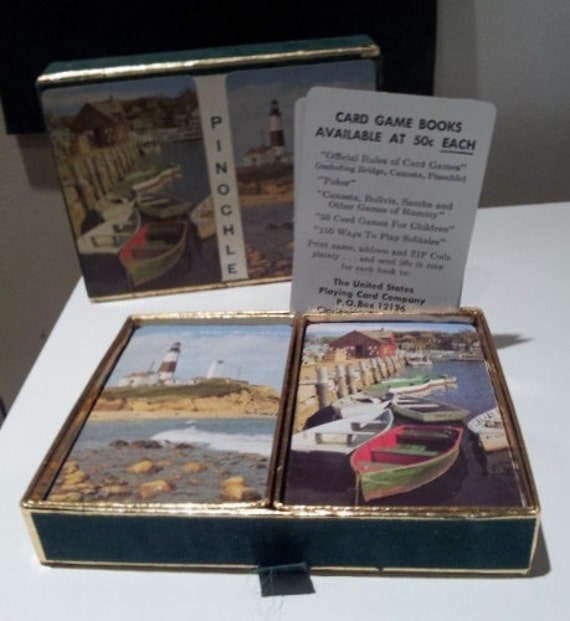 PINOCHLE
CARD GAME BOOKS
AVAILABLE AT 50c EACH
"Official Rules of Card Games"
(including Bridge, Canasta, Pinochle)
"Poker"
"Canasta, Bolivia, Samba and
Other Games of Rummy"
"50 Card Games For Children"
"150 Ways To Play Solitaire"
Print name, address and ZIP Code
plainly . . . and send 50c in coin
for each book to:
The United States
Playing Card Company
P.O. Box 12126